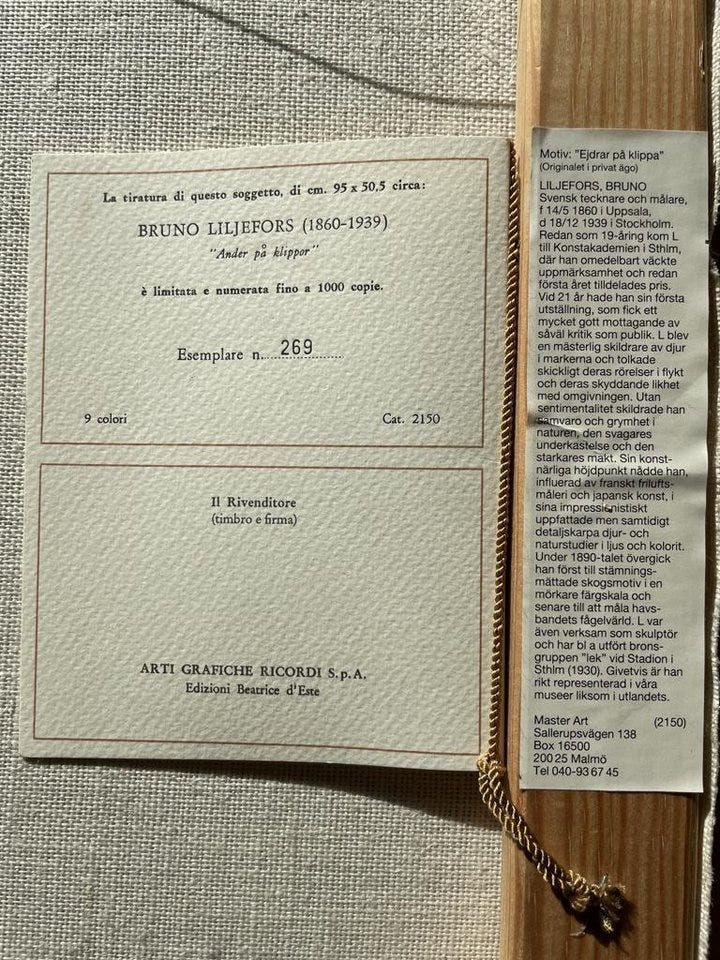 La tiratura di questo soggetto, di cm. 95 x 50,5 circa:
BRUNO LILJEFORS (1860-1939)
"Ander på klippor"
è limitata e numerata fino a 1000 copie.
Esemplare n. 269
9 colori Cat. 2150
Il Rivenditore
(timbro e firma)
ARTI GRAFICHE RICORDI S.p.A.
Edizioni Beatrice d'Este
Motiv: "Ejdrar på klippa"
(Originalet i privat ägo)
LILJEFORS, BRUNO
Svensk tecknare och målare,
f 14/5 1860 i Uppsala,
d 18/12 1939 i Stockholm.
Redan som 19-åring kom L
till Konstakademien i Sthlm,
där han omedelbart väckte
uppmärksamhet och redan
första året tilldelades pris.
Vid 21 år hade han sin första
utställning, som fick ett
mycket gott mottagande av
såväl kritik som publik. L blev
en mästerlig skildrare av djur
i markerna och tolkade
skickligt deras rörelser i flykt
och deras skyddande likhet
med omgivningen. Utan
sentimentalitet skildrade han
samvaro och grymhet i
naturen, den svagares
underkastelse och den
starkares makt. Sin konst-
närliga höjdpunkt nådde han,
influerad av franskt frilufts-
måleri och japansk konst, i
sina impressionistiskt
uppfattade men samtidigt
detaljskarpa djur- och
naturstudier i ljus och kolorit.
Under 1890-talet övergick
han först till stämnings-
mättade skogsmotiv i en
mörkare färgskala och
senare till att måla havs-
bandets fågelvärld. L var
även verksam som skulptör
och har bl a utfört brons-
gruppen "lek" vid Stadion i
Sthlm (1930). Givetvis är han
rikt representerad i våra
museer liksom i utlandets.
Master Art (2150)
Sallerupsvägen 138
Box 16500
200 25 Malmö
Tel 040-93 67 45